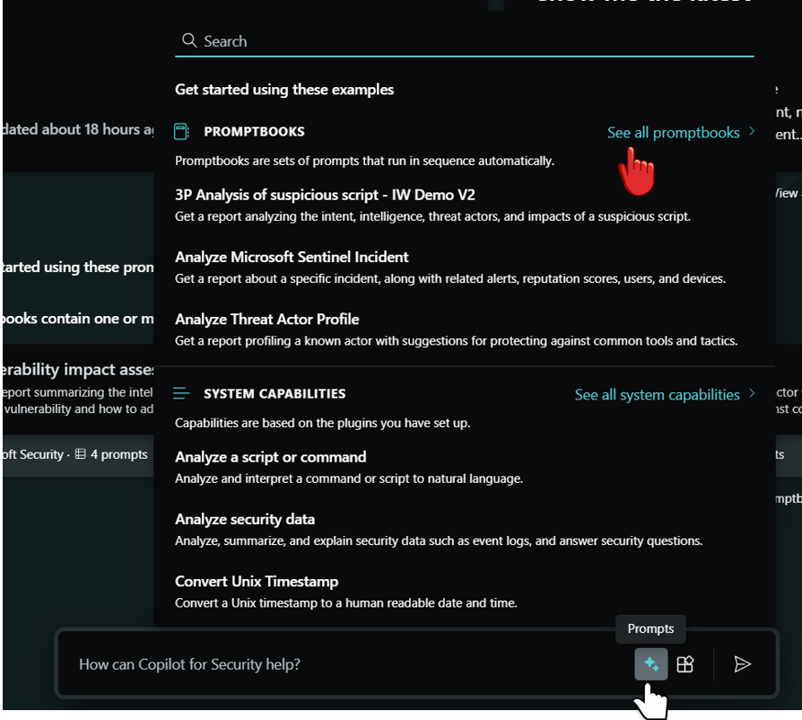 show me the latest
Search
Get started using these examples
dated about 18 hours ag
PROMPTBOOKS
See all promptbooks
Promptbooks are sets of prompts that run in sequence automatically.
3P Analysis of suspicious script - IW Demo V2
Get a report analyzing the intent, intelligence, threat actors, and impacts of a suspicious script.
View
tarted using these pron
Analyze Microsoft Sentinel Incident
Get a report about a specific incident, along with related alerts, reputation scores, users, and devices.
books contain one or m
Analyze Threat Actor Profile
Get a report profiling a known actor with suggestions for protecting against common tools and tactics.
erability impact asses
eport summarizing the intel
vulnerability and how to ad
SYSTEM CAPABILITIES
See all system capabilities
ctor
Capabilities are based on the plugins you have set up.
oft Security · 4 prompts
Analyze a script or command
Analyze and interpret a command or script to natural language.
Analyze security data
Analyze, summarize, and explain security data such as event logs, and answer security questions.
Convert Unix Timestamp
Convert a Unix timestamp to a human readable date and time.
Prompts
How can Copilot for Security help?